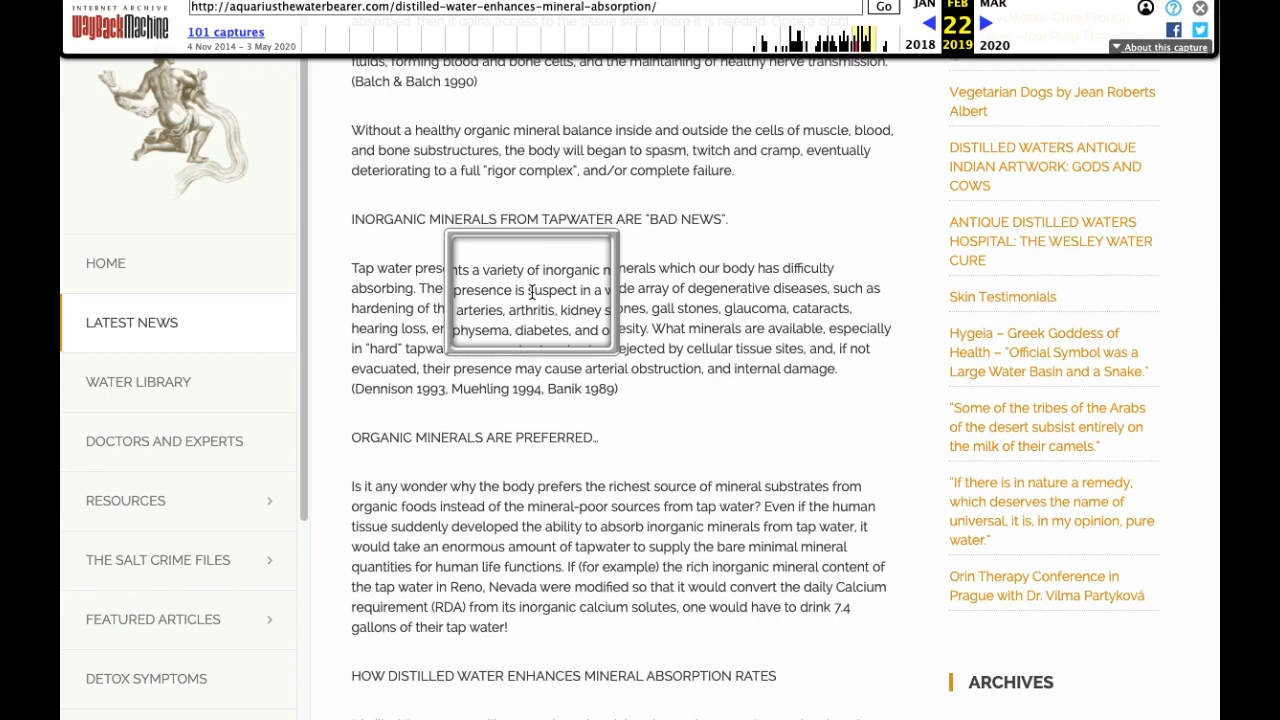 INTERNET ARCHIVE
WayBackMachine
http://aquariusthewaterbearer.com/distilled-water-enhances-mineral-absorption/
Go
101 captures
4 Nov 2014 – 3 May 2020
JAN FEB MAR
22
2018 2019 2020
About this capture
HOME
LATEST NEWS
WATER LIBRARY
DOCTORS AND EXPERTS
RESOURCES
THE SALT CRIME FILES
FEATURED ARTICLES
DETOX SYMPTOMS
absorbed, then it gains access to the tissue sites where it is needed. Once a plant
fluids, forming blood and bone cells, and the maintaining of healthy nerve transmission.
(Balch & Balch 1990)
Without a healthy organic mineral balance inside and outside the cells of muscle, blood,
and bone substructures, the body will began to spasm, twitch and cramp, eventually
deteriorating to a full “rigor complex”, and/or complete failure.
INORGANIC MINERALS FROM TAPWATER ARE “BAD NEWS”.
Tap water presents a variety of inorganic minerals which our body has difficulty
absorbing. The presence is suspect in a wide array of degenerative diseases, such as
hardening of th arteries, arthritis, kidney stones, gall stones, glaucoma, cataracts,
hearing loss, emphysema, diabetes, and obesity. What minerals are available, especially
in “hard” tapwa ejected by cellular tissue sites, and, if not
evacuated, their presence may cause arterial obstruction, and internal damage.
(Dennison 1993, Muehling 1994, Banik 1989)
ORGANIC MINERALS ARE PREFERRED…
Is it any wonder why the body prefers the richest source of mineral substrates from
organic foods instead of the mineral-poor sources from tap water? Even if the human
tissue suddenly developed the ability to absorb inorganic minerals from tap water, it
would take an enormous amount of tapwater to supply the bare minimal mineral
quantities for human life functions. If (for example) the rich inorganic mineral content of
the tap water in Reno, Nevada were modified so that it would convert the daily Calcium
requirement (RDA) from its inorganic calcium solutes, one would have to drink 7.4
gallons of their tap water!
HOW DISTILLED WATER ENHANCES MINERAL ABSORPTION RATES
Vegetarian Dogs by Jean Roberts
Albert
DISTILLED WATERS ANTIQUE
INDIAN ARTWORK: GODS AND
COWS
ANTIQUE DISTILLED WATERS
HOSPITAL: THE WESLEY WATER
CURE
Skin Testimonials
Hygeia – Greek Goddess of
Health – “Official Symbol was a
Large Water Basin and a Snake.”
“Some of the tribes of the Arabs
of the desert subsist entirely on
the milk of their camels.”
“If there is in nature a remedy,
which deserves the name of
universal, it is, in my opinion, pure
water.”
Orin Therapy Conference in
Prague with Dr. Vilma Partyková
ARCHIVES